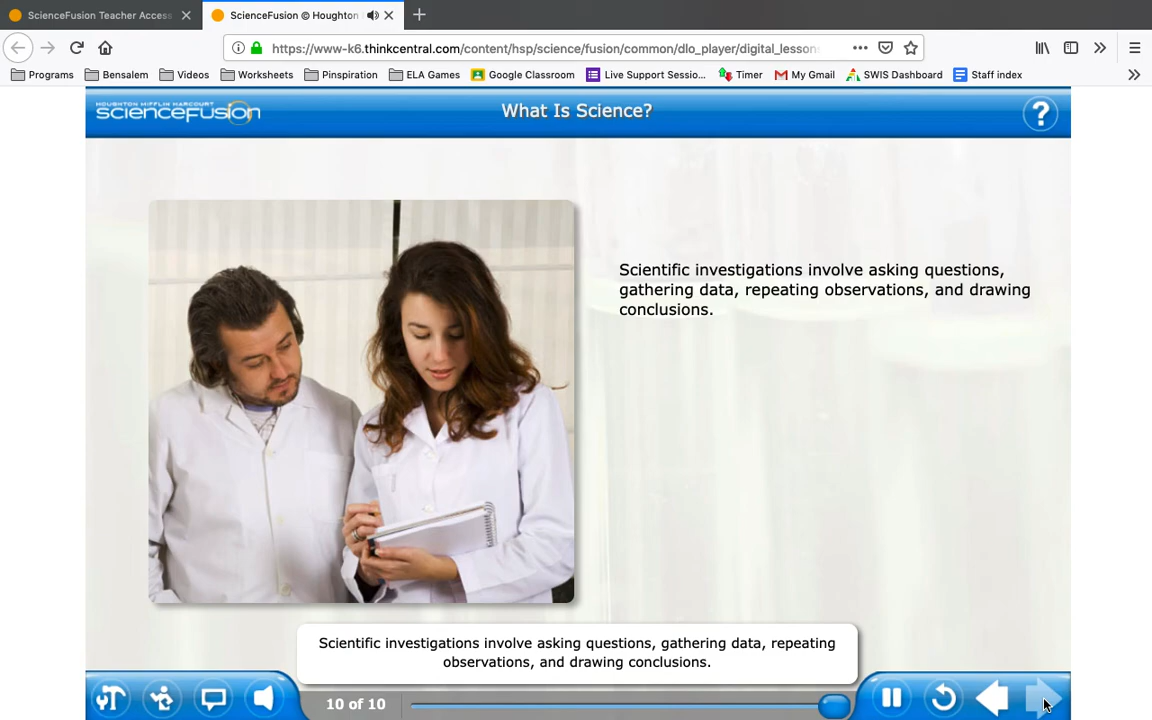 ScienceFusion Teacher Access
ScienceFusion © Houghton
https://www-k6.thinkcentral.com/content/hsp/science/fusion/common/dlo_player/digital_lesson
Programs Bensalem Videos Worksheets Pinspiration ELA Games Google Classroom Live Support Sessio... Timer My Gmail SWIS Dashboard Staff index
HOUGHTON MIFFLIN HARCOURT
SCIENCEFUSION
What Is Science?
?
Scientific investigations involve asking questions,
gathering data, repeating observations, and drawing
conclusions.
Scientific investigations involve asking questions, gathering data, repeating
observations, and drawing conclusions.
10 of 10